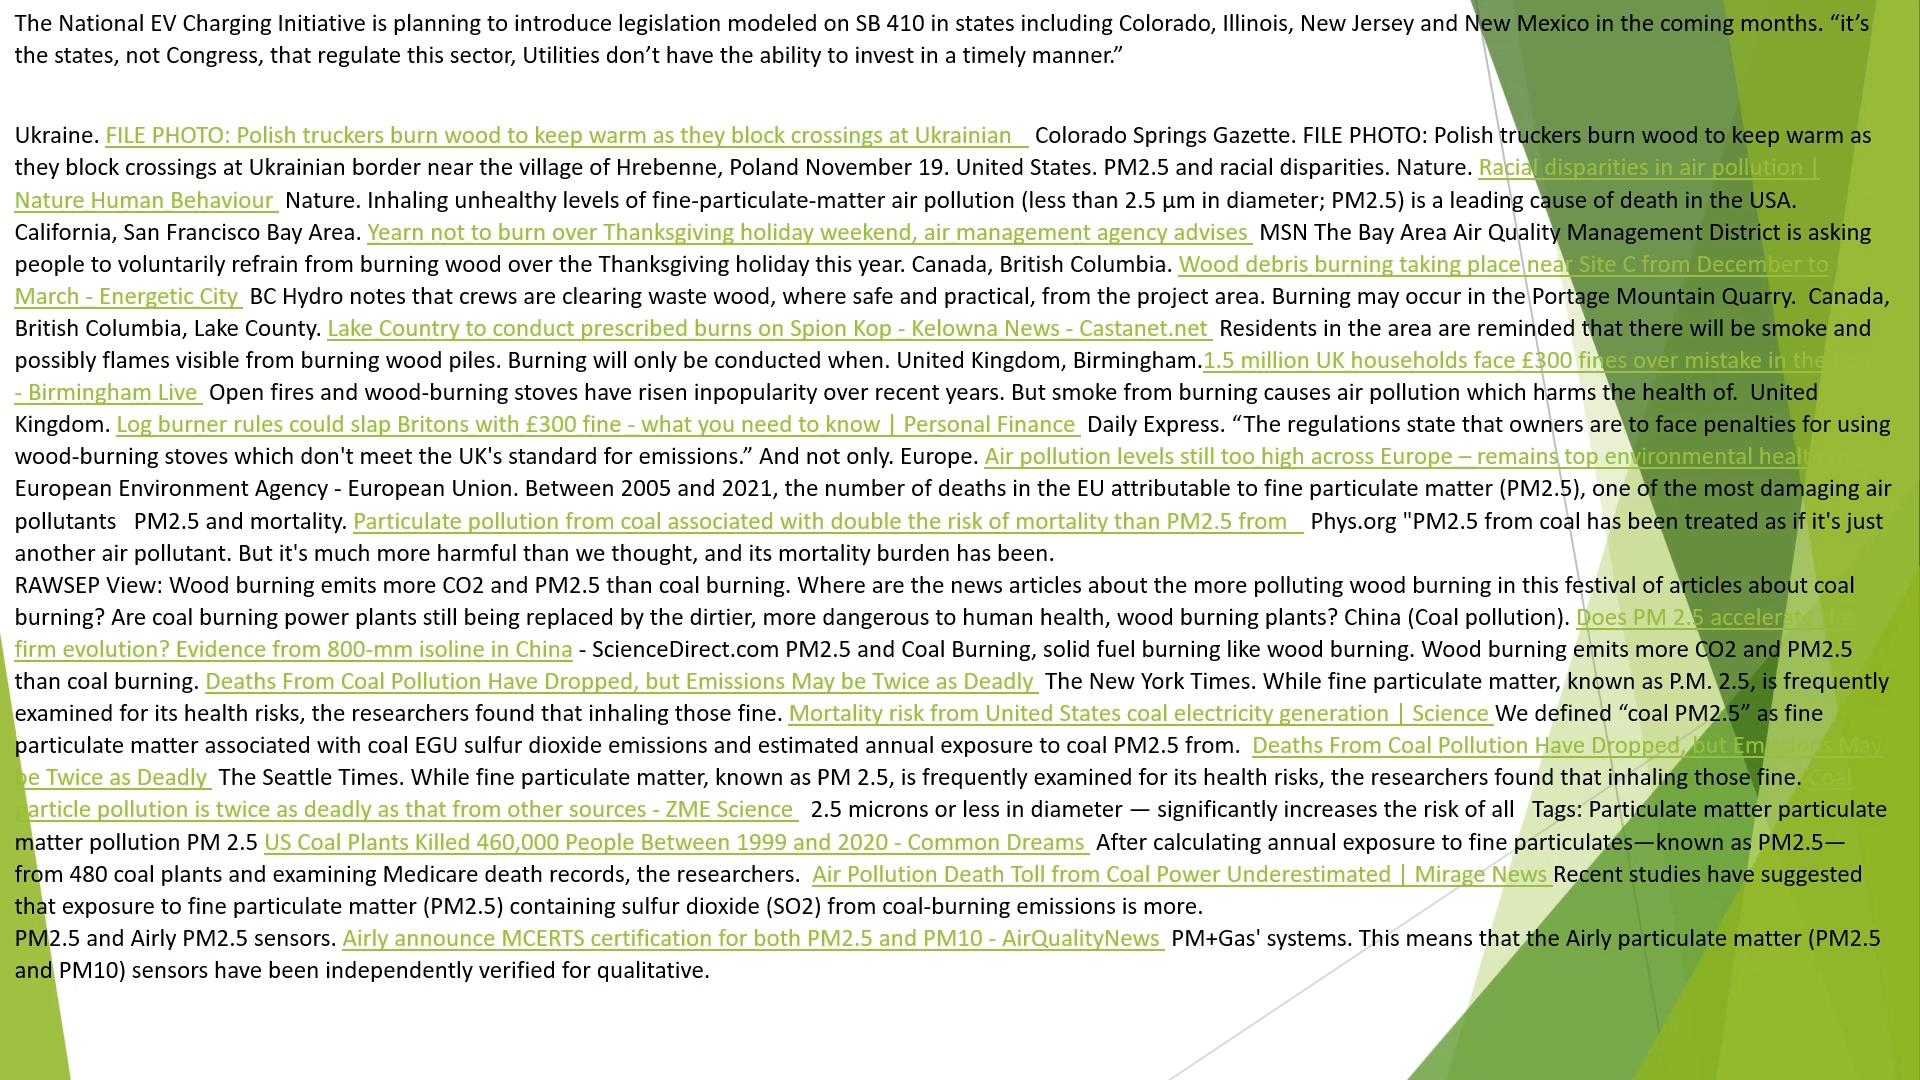 The National EV Charging Initiative is planning to introduce legislation modeled on SB 410 in states including Colorado, Illinois, New Jersey and New Mexico in the coming months. “it’s
the states, not Congress, that regulate this sector, Utilities don’t have the ability to invest in a timely manner.”
Ukraine. FILE PHOTO: Polish truckers burn wood to keep warm as they block crossings at Ukrainian Colorado Springs Gazette. FILE PHOTO: Polish truckers burn wood to keep warm as
they block crossings at Ukrainian border near the village of Hrebenne, Poland November 19. United States. PM2.5 and racial disparities. Nature. Racial disparities in air pollution |
Nature Human Behaviour Nature. Inhaling unhealthy levels of fine-particulate-matter air pollution (less than 2.5 μm in diameter; PM2.5) is a leading cause of death in the USA.
California, San Francisco Bay Area. Yearn not to burn over Thanksgiving holiday weekend, air management agency advises MSN The Bay Area Air Quality Management District is asking
people to voluntarily refrain from burning wood over the Thanksgiving holiday this year. Canada, British Columbia. Wood debris burning taking place near Site C from December to
March - Energetic City BC Hydro notes that crews are clearing waste wood, where safe and practical, from the project area. Burning may occur in the Portage Mountain Quarry. Canada,
British Columbia, Lake County. Lake Country to conduct prescribed burns on Spion Kop - Kelowna News - Castanet.net Residents in the area are reminded that there will be smoke and
possibly flames visible from burning wood piles. Burning will only be conducted when. United Kingdom, Birmingham.1.5 million UK households face £300 fines over mistake in the
- Birmingham Live Open fires and wood-burning stoves have risen inpopularity over recent years. But smoke from burning causes air pollution which harms the health of. United
Kingdom. Log burner rules could slap Britons with £300 fine - what you need to know | Personal Finance Daily Express. “The regulations state that owners are to face penalties for using
wood-burning stoves which don't meet the UK's standard for emissions.” And not only. Europe. Air pollution levels still too high across Europe – remains top environmental health
European Environment Agency - European Union. Between 2005 and 2021, the number of deaths in the EU attributable to fine particulate matter (PM2.5), one of the most damaging air
pollutants PM2.5 and mortality. Particulate pollution from coal associated with double the risk of mortality than PM2.5 from Phys.org "PM2.5 from coal has been treated as if it's just
another air pollutant. But it's much more harmful than we thought, and its mortality burden has been.
RAWSEP View: Wood burning emits more CO2 and PM2.5 than coal burning. Where are the news articles about the more polluting wood burning in this festival of articles about coal
burning? Are coal burning power plants still being replaced by the dirtier, more dangerous to human health, wood burning plants? China (Coal pollution). Does PM 2.5 accelerate the
firm evolution? Evidence from 800-mm isoline in China - ScienceDirect.com PM2.5 and Coal Burning, solid fuel burning like wood burning. Wood burning emits more CO2 and PM2.5
than coal burning. Deaths From Coal Pollution Have Dropped, but Emissions May be Twice as Deadly The New York Times. While fine particulate matter, known as P.M. 2.5, is frequently
examined for its health risks, the researchers found that inhaling those fine. Mortality risk from United States coal electricity generation | Science We defined “coal PM2.5” as fine
particulate matter associated with coal EGU sulfur dioxide emissions and estimated annual exposure to coal PM2.5 from. Deaths From Coal Pollution Have Dropped, but Emissions May
be Twice as Deadly The Seattle Times. While fine particulate matter, known as PM 2.5, is frequently examined for its health risks, the researchers found that inhaling those fine. Coal
particle pollution is twice as deadly as that from other sources - ZME Science 2.5 microns or less in diameter — significantly increases the risk of all Tags: Particulate matter particulate
matter pollution PM 2.5 US Coal Plants Killed 460,000 People Between 1999 and 2020 - Common Dreams After calculating annual exposure to fine particulates—known as PM2.5—
from 480 coal plants and examining Medicare death records, the researchers. Air Pollution Death Toll from Coal Power Underestimated | Mirage News Recent studies have suggested
that exposure to fine particulate matter (PM2.5) containing sulfur dioxide (SO2) from coal-burning emissions is more.
PM2.5 and Airly PM2.5 sensors. Airly announce MCERTS certification for both PM2.5 and PM10 - AirQualityNews PM+Gas' systems. This means that the Airly particulate matter (PM2.5
and PM10) sensors have been independently verified for qualitative.